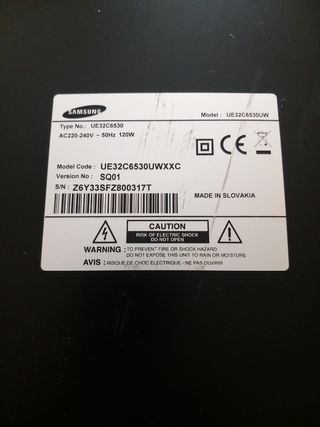 SAMSUNG
Model : UE32C6530UW
Type No.: UE32C6530
AC220-240V ~ 50Hz 120W
Model Code : UE32C6530UWXXC
Version No : SQ01
S/N : Z6Y33SFZ800317T
MADE IN SLOVAKIA
CAUTION
RISK OF ELECTRIC SHOCK
DO NOT OPEN
WARNING : TO PREVENT FIRE OR SHOCK HAZARD
DO NOT EXPOSE THIS UNIT TO RAIN OR MOISTURE
AVIS : RISQUE DE CHOC ELECTRIQUE - NE PAS OUVRIR